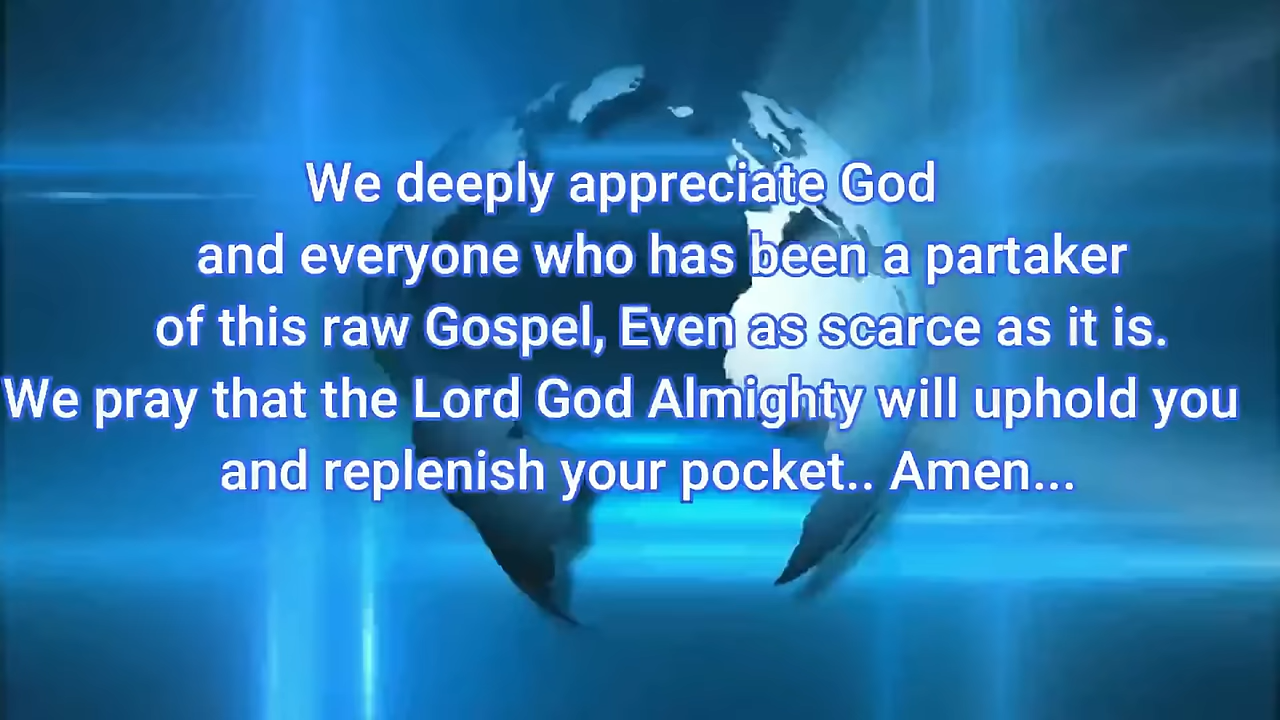 We deeply appreciate God
and everyone who has been a partaker
of this raw Gospel, Even as scarce as it is.
We pray that the Lord God Almighty will uphold you
and replenish your pocket.. Amen...